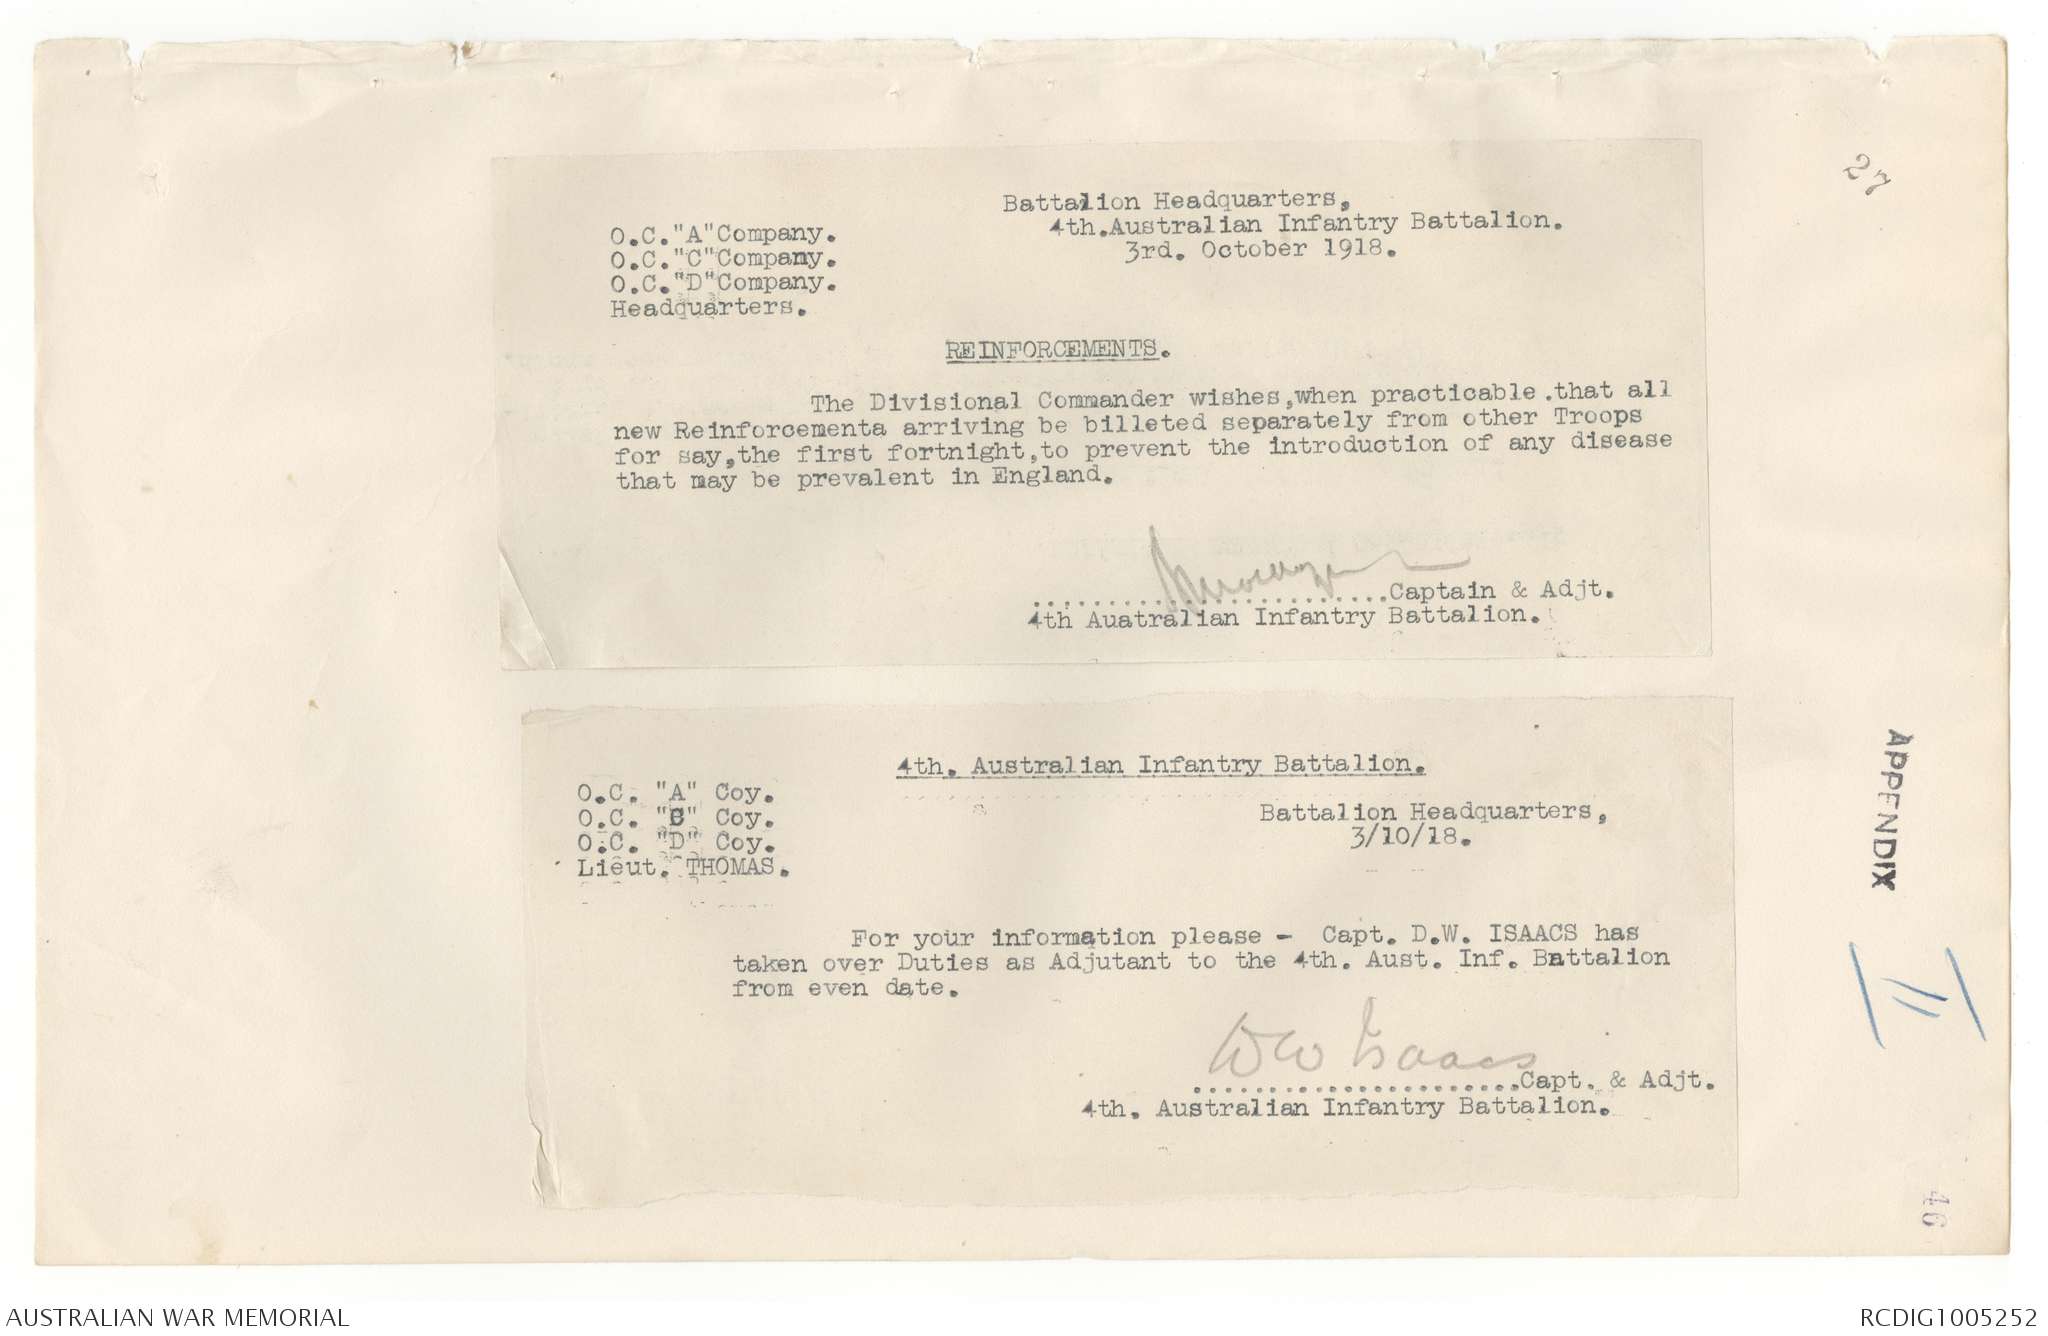 27
Battalion Headquarters,
4th.Australian Infantry Battalion.
3rd. October 1918.
O.C."A"Company.
O.C."C"Company.
O.C."D"Company.
Headquarters.
REINFORCEMENTS.
The Divisional Commander wishes,when practicable.that all
new Reinforcementa arriving be billeted separately from other Troops
for say,the first fortnight,to prevent the introduction of any disease
that may be prevalent in England.
........................Captain & Adjt.
4th Auatralian Infantry Battalion.
4th. Australian Infantry Battalion.
O.C. "A" Coy.
O.C. "C" Coy.
O.C. "D" Coy.
Lieut. THOMAS.
Battalion Headquarters,
3/10/18.
For your information please - Capt. D.W. ISAACS has
taken over Duties as Adjutant to the 4th. Aust. Inf. Battalion
from even date.
DW Isaacs
......................Capt. & Adjt.
4th. Australian Infantry Battalion.
APPENDIX
II
46
AUSTRALIAN WAR MEMORIAL
RCDIG1005252